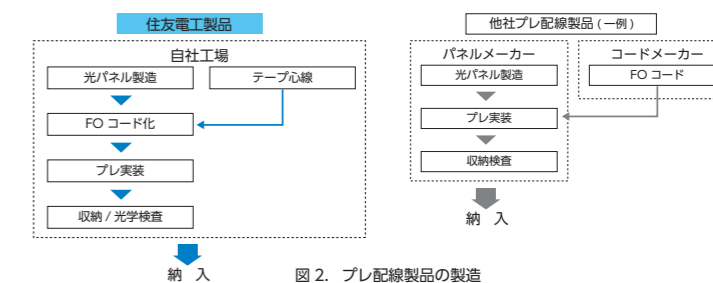 住友電工製品
自社工場
光パネル製造
テープ心線
FO コード化
プレ実装
収納 / 光学検査
納 入
他社プレ配線製品 ( 一例 )
パネルメーカー
コードメーカー
光パネル製造
FO コード
プレ実装
収納検査
納 入
図 2. プレ配線製品の製造